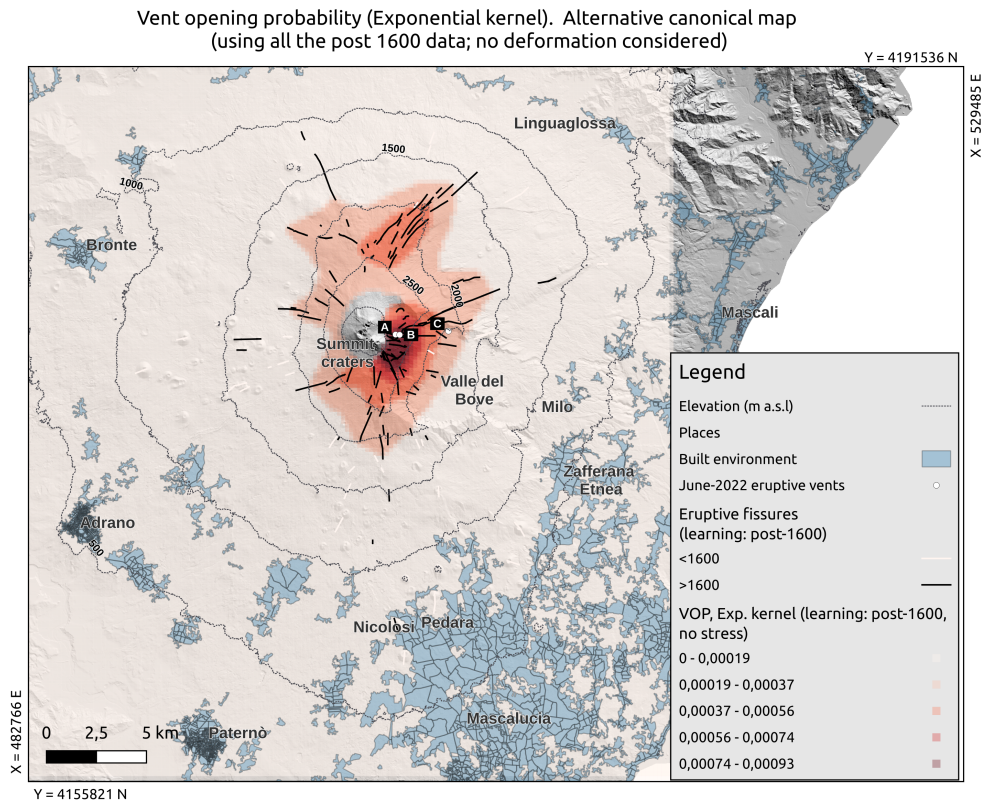 Vent opening probability (Exponential kernel).  Alternative canonical map
(using all the post 1600 data; no deformation considered)
Y = 4191536 N
X = 529485 E
Linguaglossa
1500
1000
Bronte
2500
2000
A
B
C
Summit
craters
Mascali
Valle del
Bove
Milo
Zafferana
Etnea
Adrano
500
Nicolosi
Pedara
Mascalucia
Paternò
0 2,5 5 km
X = 482766 E
Y = 4155821 N
Legend
Elevation (m a.s.l)
Places
Built environment
June-2022 eruptive vents
Eruptive fissures
(learning: post-1600)
<1600
>1600
VOP, Exp. kernel (learning: post-1600,
no stress)
0 - 0,00019
0,00019 - 0,00037
0,00037 - 0,00056
0,00056 - 0,00074
0,00074 - 0,00093